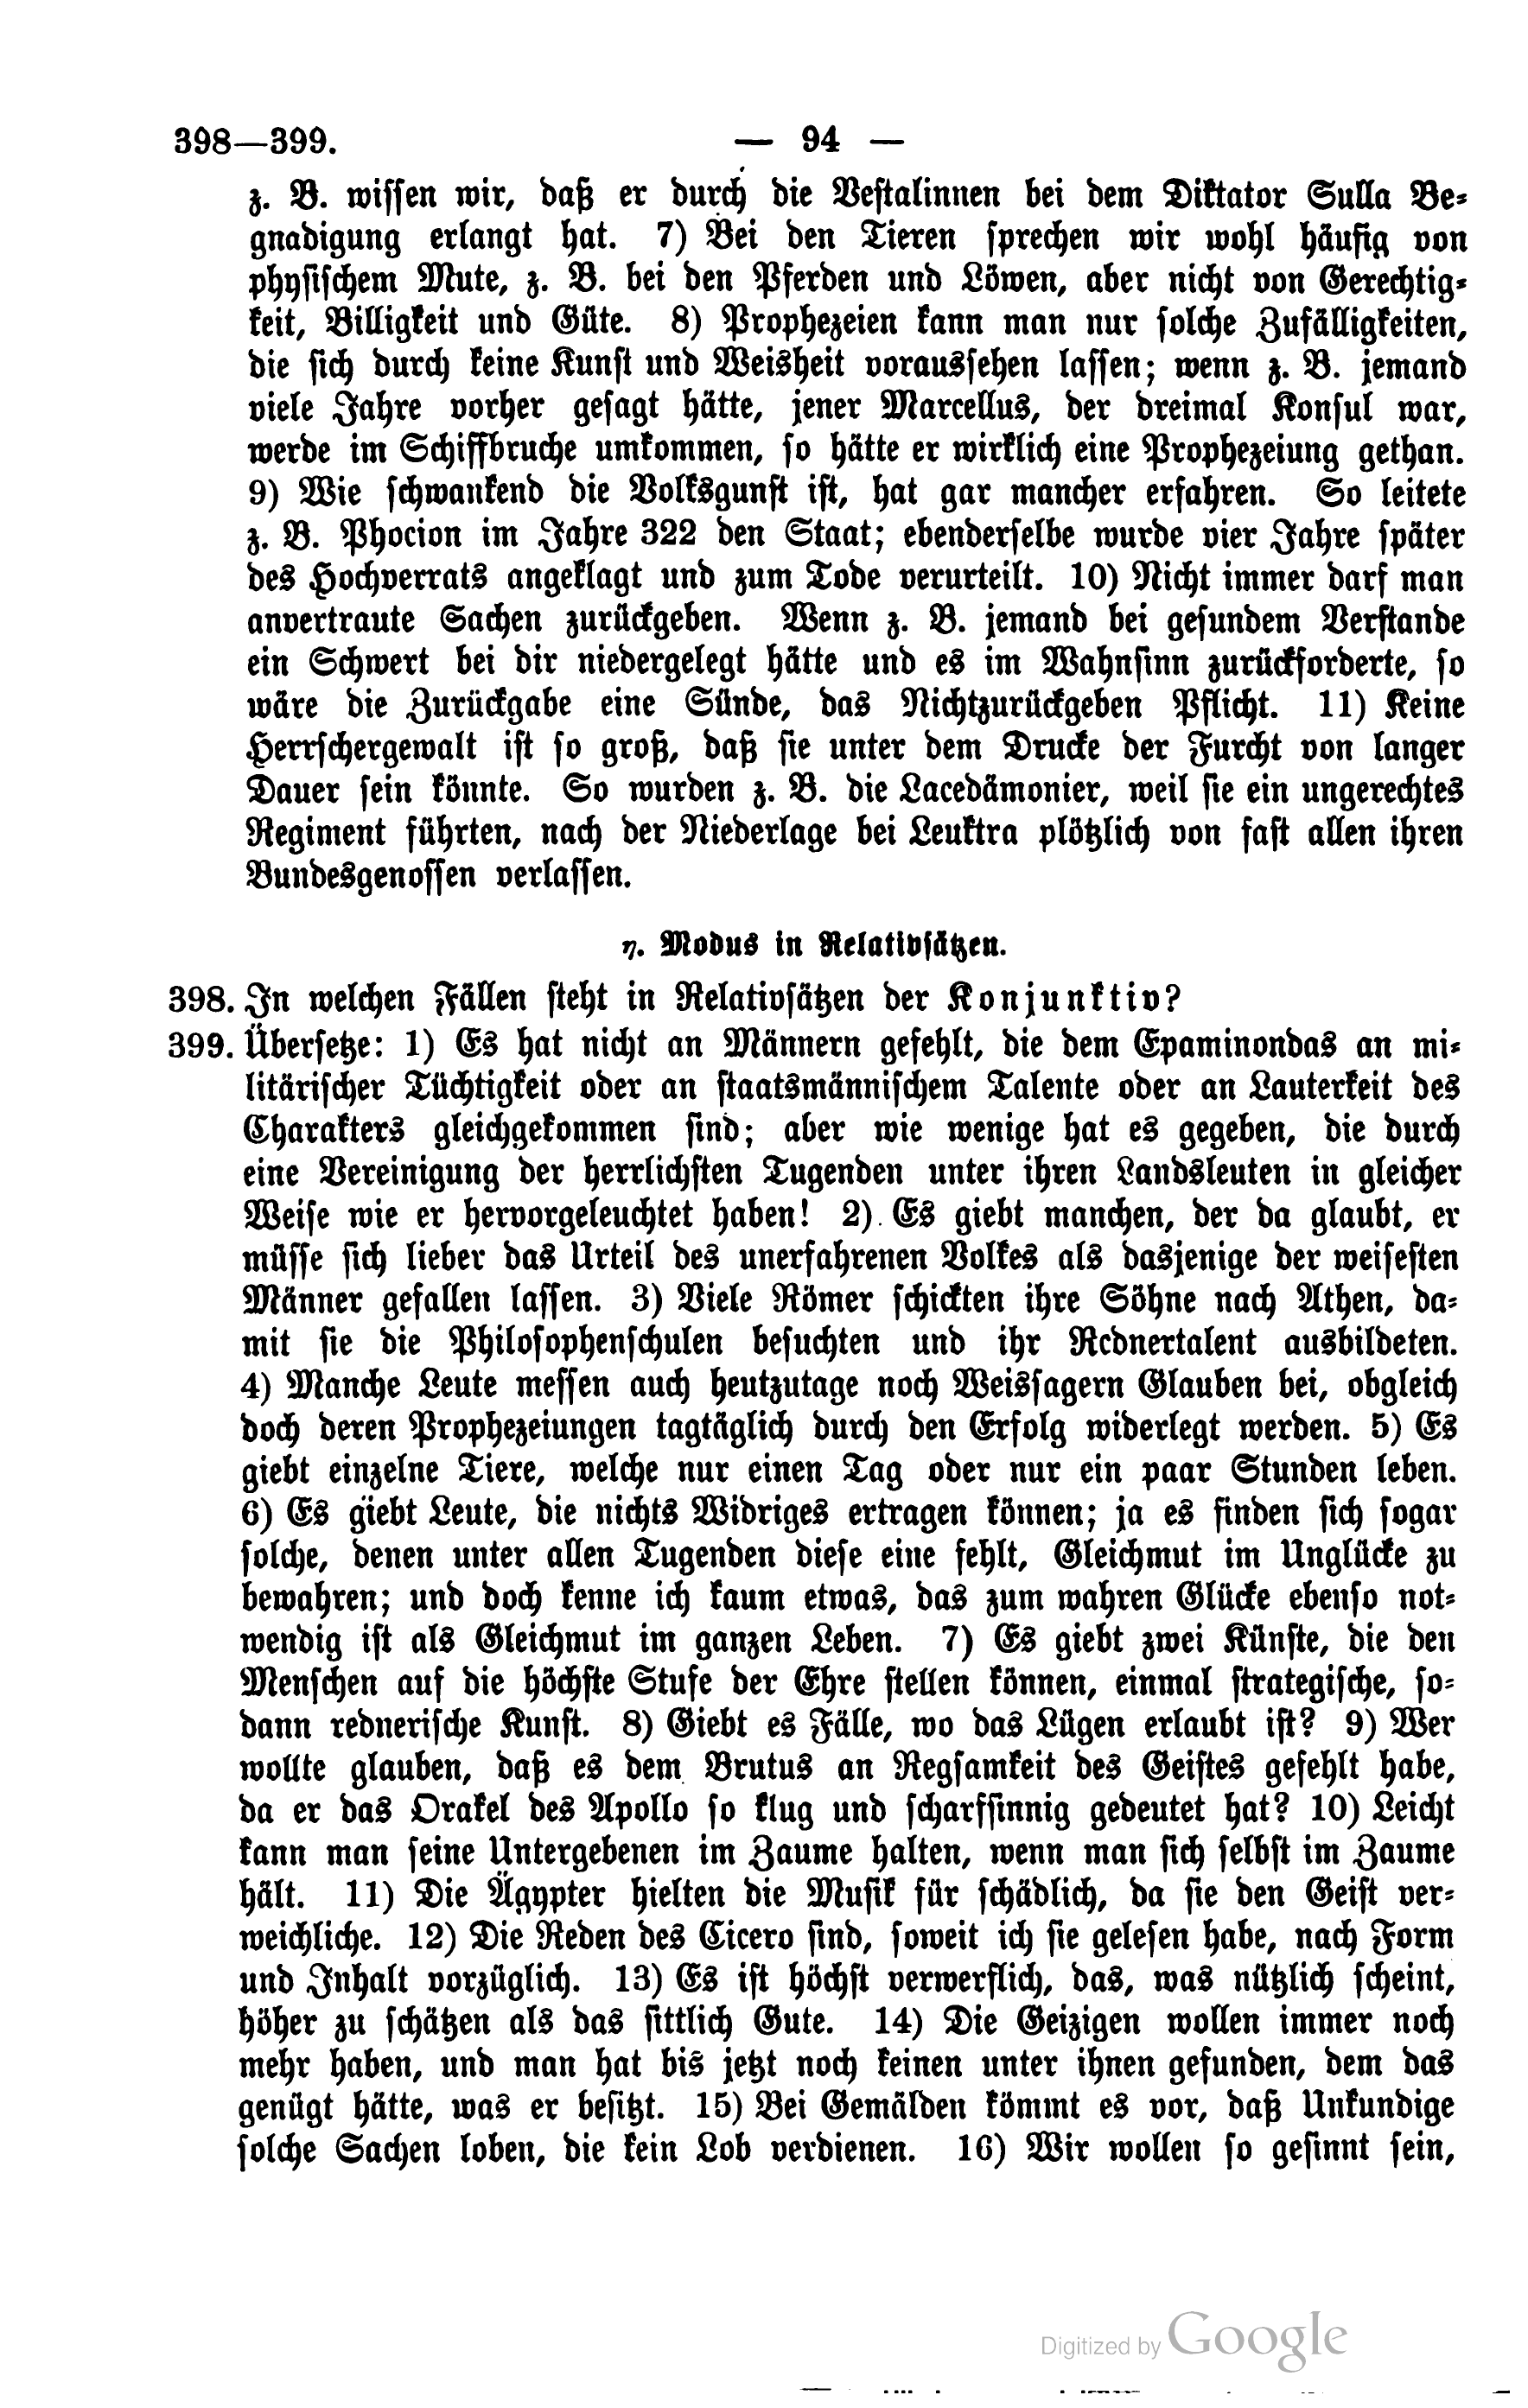 398—399.
— 94 —
z. B. wissen wir, daß er durch die Vestalinnen bei dem Diktator Sulla Be-
gnadigung erlangt hat. 7) Bei den Tieren sprechen wir wohl häufig von
physischem Mute, z. B. bei den Pferden und Löwen, aber nicht von Gerechtig-
keit, Billigkeit und Güte. 8) Prophezeien kann man nur solche Zufälligkeiten,
die sich durch keine Kunst und Weisheit voraussehen lassen; wenn z. B. jemand
viele Jahre vorher gesagt hätte, jener Marcellus, der dreimal Konsul war,
werde im Schiffbruche umkommen, so hätte er wirklich eine Prophezeiung gethan.
9) Wie schwankend die Volksgunst ist, hat gar mancher erfahren. So leitete
z. B. Phocion im Jahre 322 den Staat; ebenderselbe wurde vier Jahre später
des Hochverrats angeklagt und zum Tode verurteilt. 10) Nicht immer darf man
anvertraute Sachen zurückgeben. Wenn z. B. jemand bei gesundem Verstande
ein Schwert bei dir niedergelegt hätte und es im Wahnsinn zurückforderte, so
wäre die Zurückgabe eine Sünde, das Nichtzurückgeben Pflicht. 11) Keine
Herrschergewalt ist so groß, daß sie unter dem Drucke der Furcht von langer
Dauer sein könnte. So wurden z. B. die Lacedämonier, weil sie ein ungerechtes
Regiment führten, nach der Niederlage bei Leuktra plötzlich von fast allen ihren
Bundesgenossen verlassen.
η. Modus in Relativsätzen.
398. In welchen Fällen steht in Relativsätzen der Konjunktiv?
399. Übersetze: 1) Es hat nicht an Männern gefehlt, die dem Epaminondas an mi-
litärischer Tüchtigkeit oder an staatsmännischem Talente oder an Lauterkeit des
Charakters gleichgekommen sind; aber wie wenige hat es gegeben, die durch
eine Vereinigung der herrlichsten Tugenden unter ihren Landsleuten in gleicher
Weise wie er hervorgeleuchtet haben! 2) Es giebt manchen, der da glaubt, er
müsse sich lieber das Urteil des unerfahrenen Volkes als dasjenige der weisesten
Männer gefallen lassen. 3) Viele Römer schickten ihre Söhne nach Athen, da-
mit sie die Philosophenschulen besuchten und ihr Rednertalent ausbildeten.
4) Manche Leute messen auch heutzutage noch Weissagern Glauben bei, obgleich
doch deren Prophezeiungen tagtäglich durch den Erfolg widerlegt werden. 5) Es
giebt einzelne Tiere, welche nur einen Tag oder nur ein paar Stunden leben.
6) Es giebt Leute, die nichts Widriges ertragen können; ja es finden sich sogar
solche, denen unter allen Tugenden diese eine fehlt, Gleichmut im Unglücke zu
bewahren; und doch kenne ich kaum etwas, das zum wahren Glücke ebenso not-
wendig ist als Gleichmut im ganzen Leben. 7) Es giebt zwei Künste, die den
Menschen auf die höchste Stufe der Ehre stellen können, einmal strategische, so-
dann rednerische Kunst. 8) Giebt es Fälle, wo das Lügen erlaubt ist? 9) Wer
wollte glauben, daß es dem Brutus an Regsamkeit des Geistes gefehlt habe,
da er das Orakel des Apollo so klug und scharfsinnig gedeutet hat? 10) Leicht
kann man seine Untergebenen im Zaume halten, wenn man sich selbst im Zaume
hält. 11) Die Ägypter hielten die Musik für schädlich, da sie den Geist ver-
weichliche. 12) Die Reden des Cicero sind, soweit ich sie gelesen habe, nach Form
und Inhalt vorzüglich. 13) Es ist höchst verwerflich, das, was nützlich scheint,
höher zu schätzen als das sittlich Gute. 14) Die Geizigen wollen immer noch
mehr haben, und man hat bis jetzt noch keinen unter ihnen gefunden, dem das
genügt hätte, was er besitzt. 15) Bei Gemälden kömmt es vor, daß Unkundige
solche Sachen loben, die kein Lob verdienen. 16) Wir wollen so gesinnt sein,
Digitized by Google